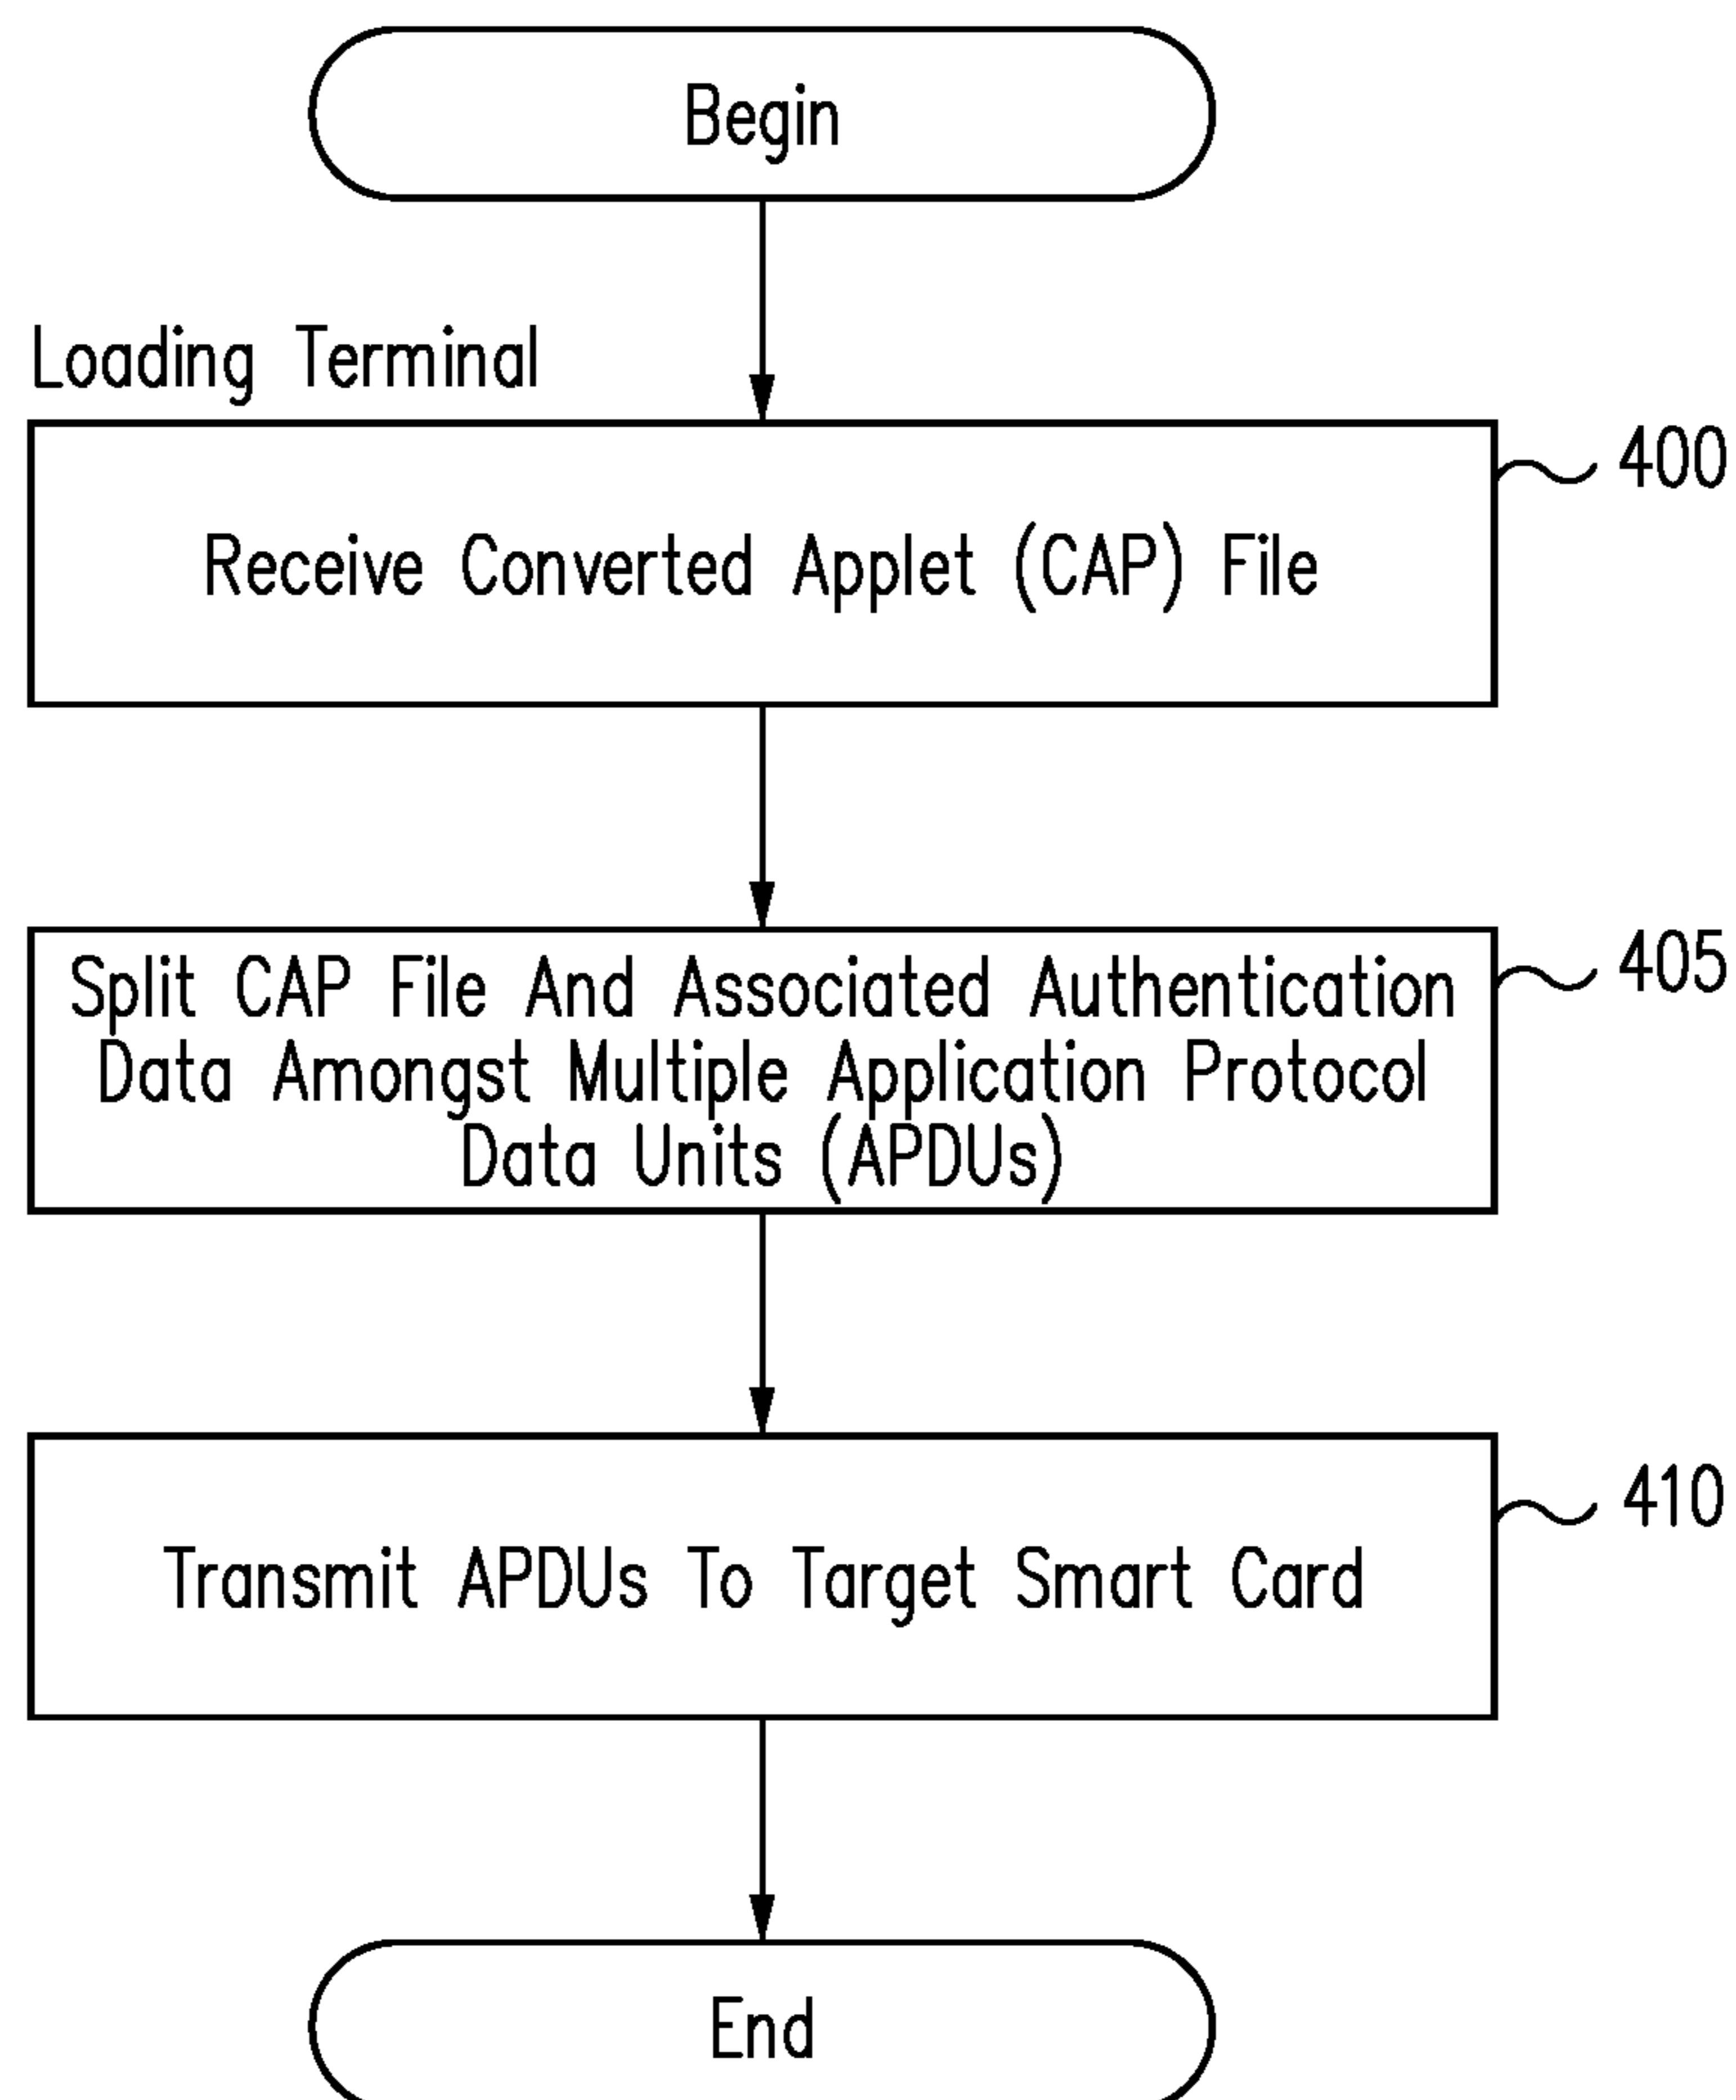 Begin
Loading Terminal
400
Receive Converted Applet (CAP) File
405
Split CAP File And Associated Authentication
Data Amongst Multiple Application Protocol
Data Units (APDUs)
410
Transmit APDUs To Target Smart Card
End